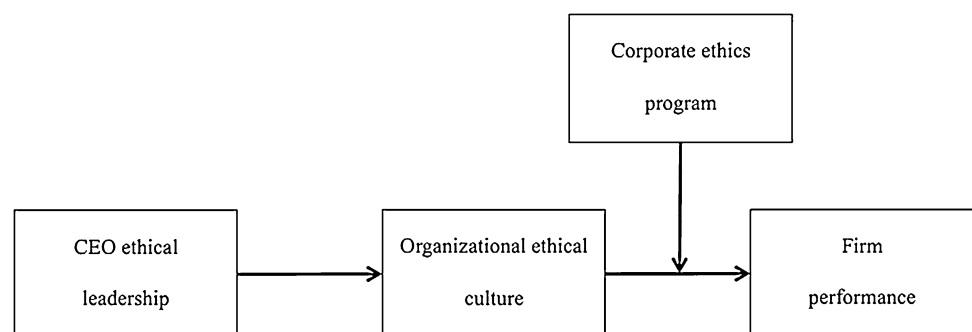 Corporate ethics
program
CEO ethical
leadership
Organizational ethical
culture
Firm
performance